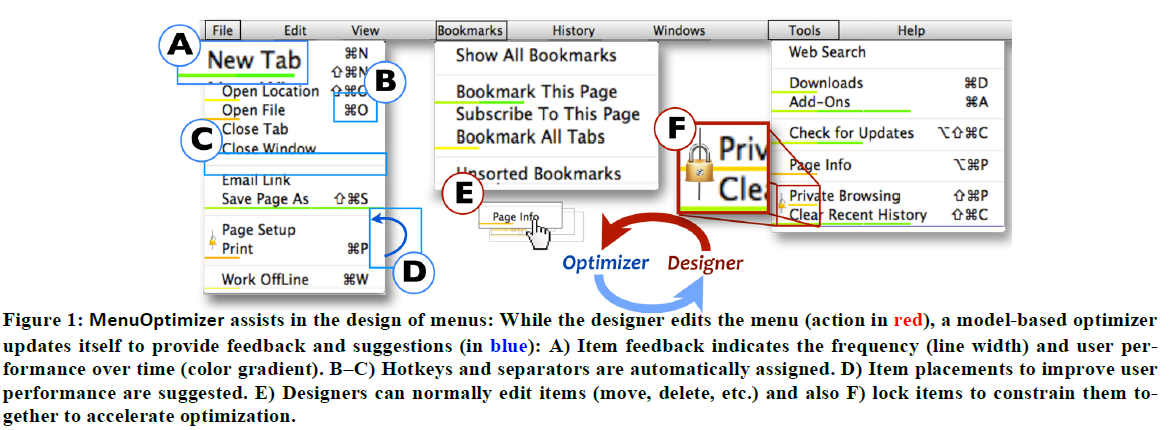 File Edit View Bookmarks History Windows Tools Help
A
New Tab ⌘N
⇧⌘N
B
Open Location
Open File ⌘O
C
Close Tab
Close Window
Email Link
Save Page As ⇧⌘S
Page Setup
Print ⌘P
D
Work OffLine ⌘W
Show All Bookmarks
Bookmark This Page
Subscribe To This Page
Bookmark All Tabs
Unsorted Bookmarks
E
Page Info
Optimizer Designer
F
Priv
Clea
Web Search
Downloads ⌘D
Add-Ons ⌘A
Check for Updates ⌥⇧⌘C
Page Info ⌥⌘P
Private Browsing ⇧⌘P
Clear Recent History ⇧⌘C
Figure 1: MenuOptimizer assists in the design of menus: While the designer edits the menu (action in red), a model-based optimizer
updates itself to provide feedback and suggestions (in blue): A) Item feedback indicates the frequency (line width) and user per-
formance over time (color gradient). B–C) Hotkeys and separators are automatically assigned. D) Item placements to improve user
performance are suggested. E) Designers can normally edit items (move, delete, etc.) and also F) lock items to constrain them to-
gether to accelerate optimization.